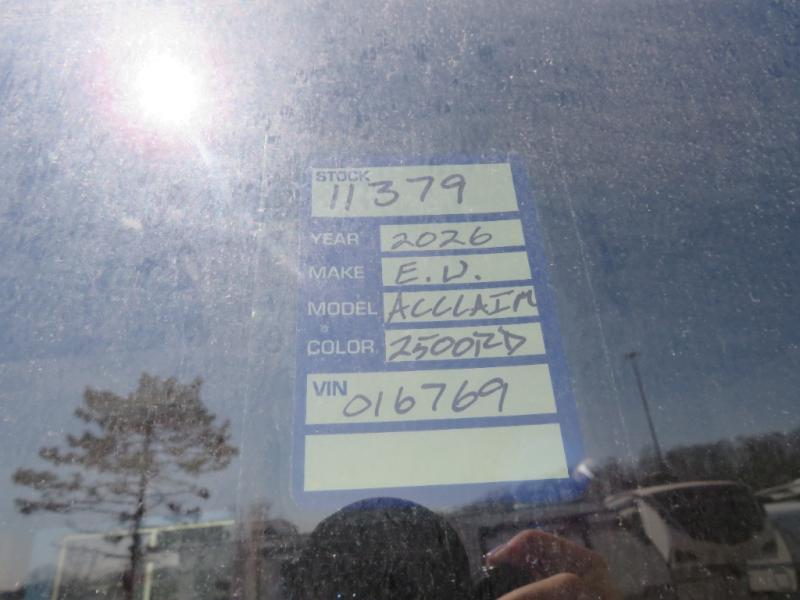 STOCK
11379
YEAR 2026
MAKE E.V.
MODEL ACCLAIM
COLOR 2500RD
VIN 016769